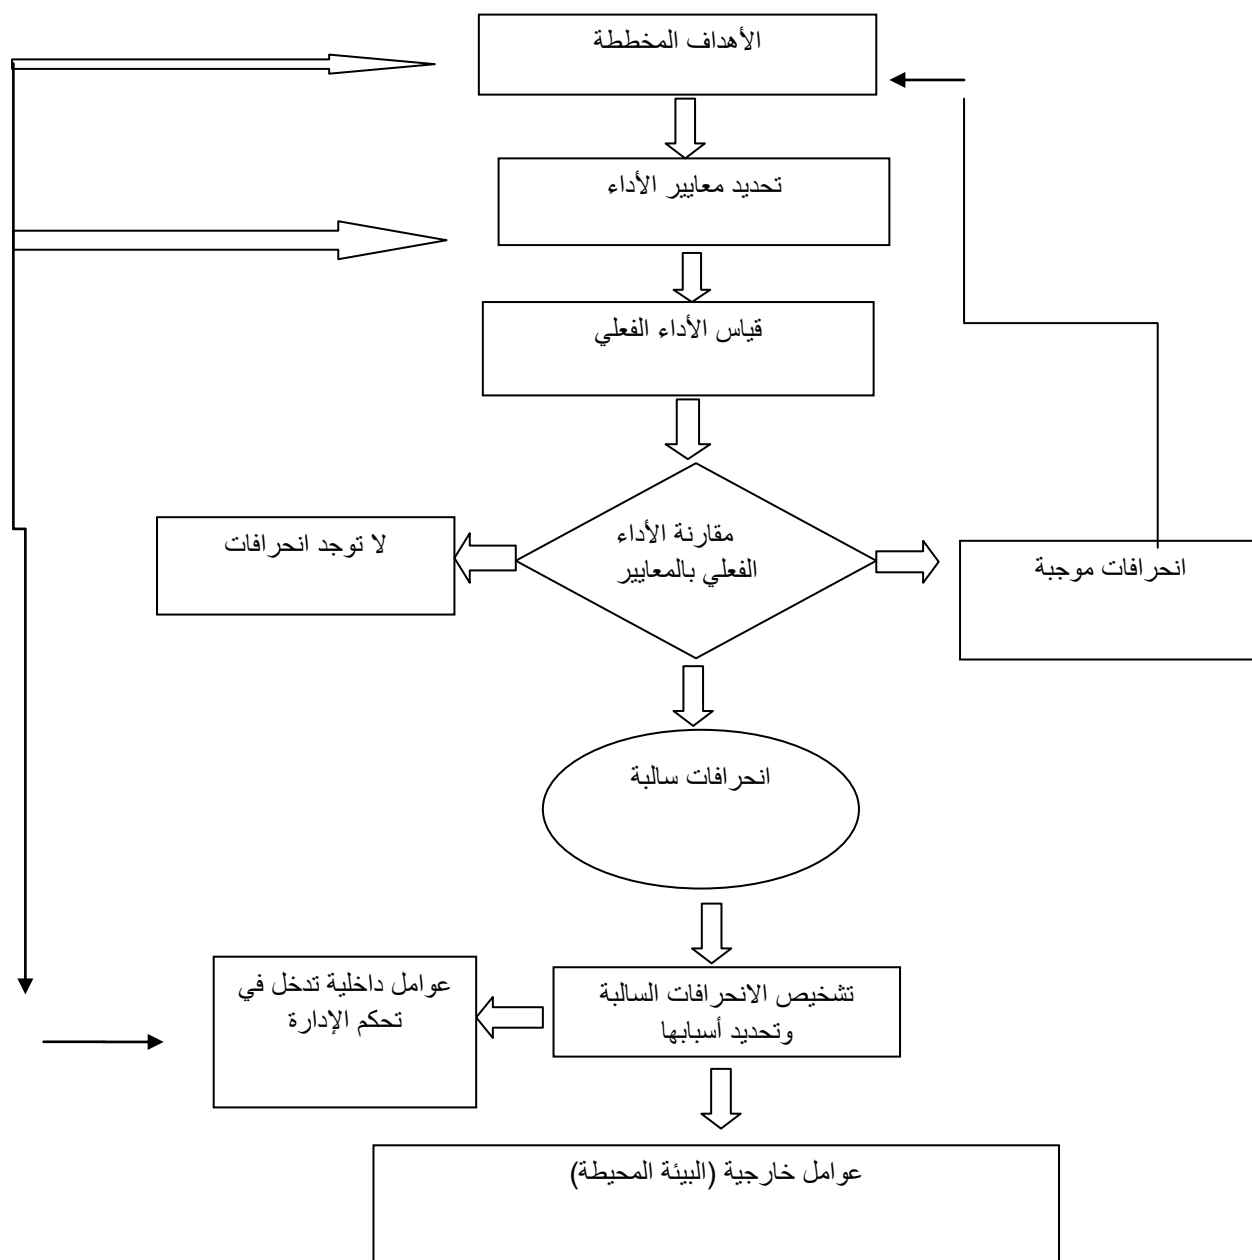 الأهداف المخططة
تحديد معايير الأداء
قياس الأداء الفعلي
مقارنة الأداء
الفعلي بالمعايير
لا توجد انحرافات
انحرافات موجبة
انحرافات سالبة
تشخيص الانحرافات السالبة
وتحديد أسبابها
عوامل داخلية تدخل في
تحكم الإدارة
عوامل خارجية (البيئة المحيطة)